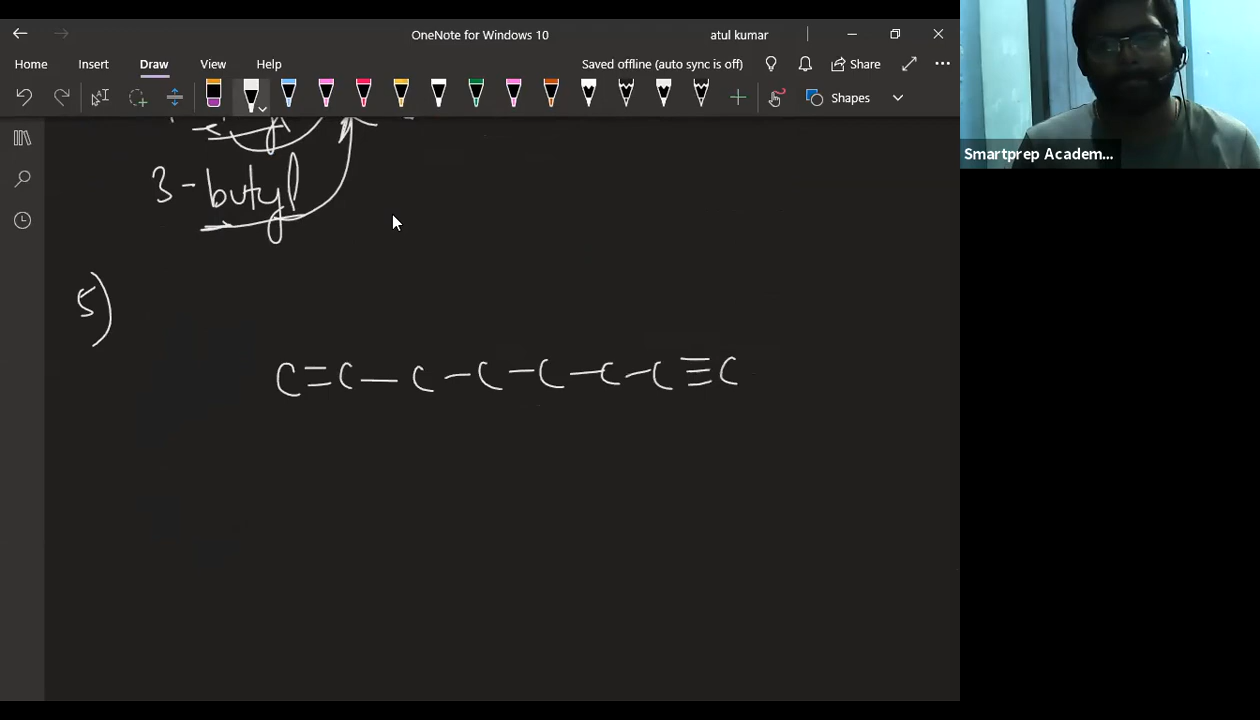 OneNote for Windows 10
atul kumar
Home Insert Draw View Help
Saved offline (auto sync is off)
Share
Shapes
Smartprep Academ...
3-butyl
5)
C=C-C-C-C-C-C≡C